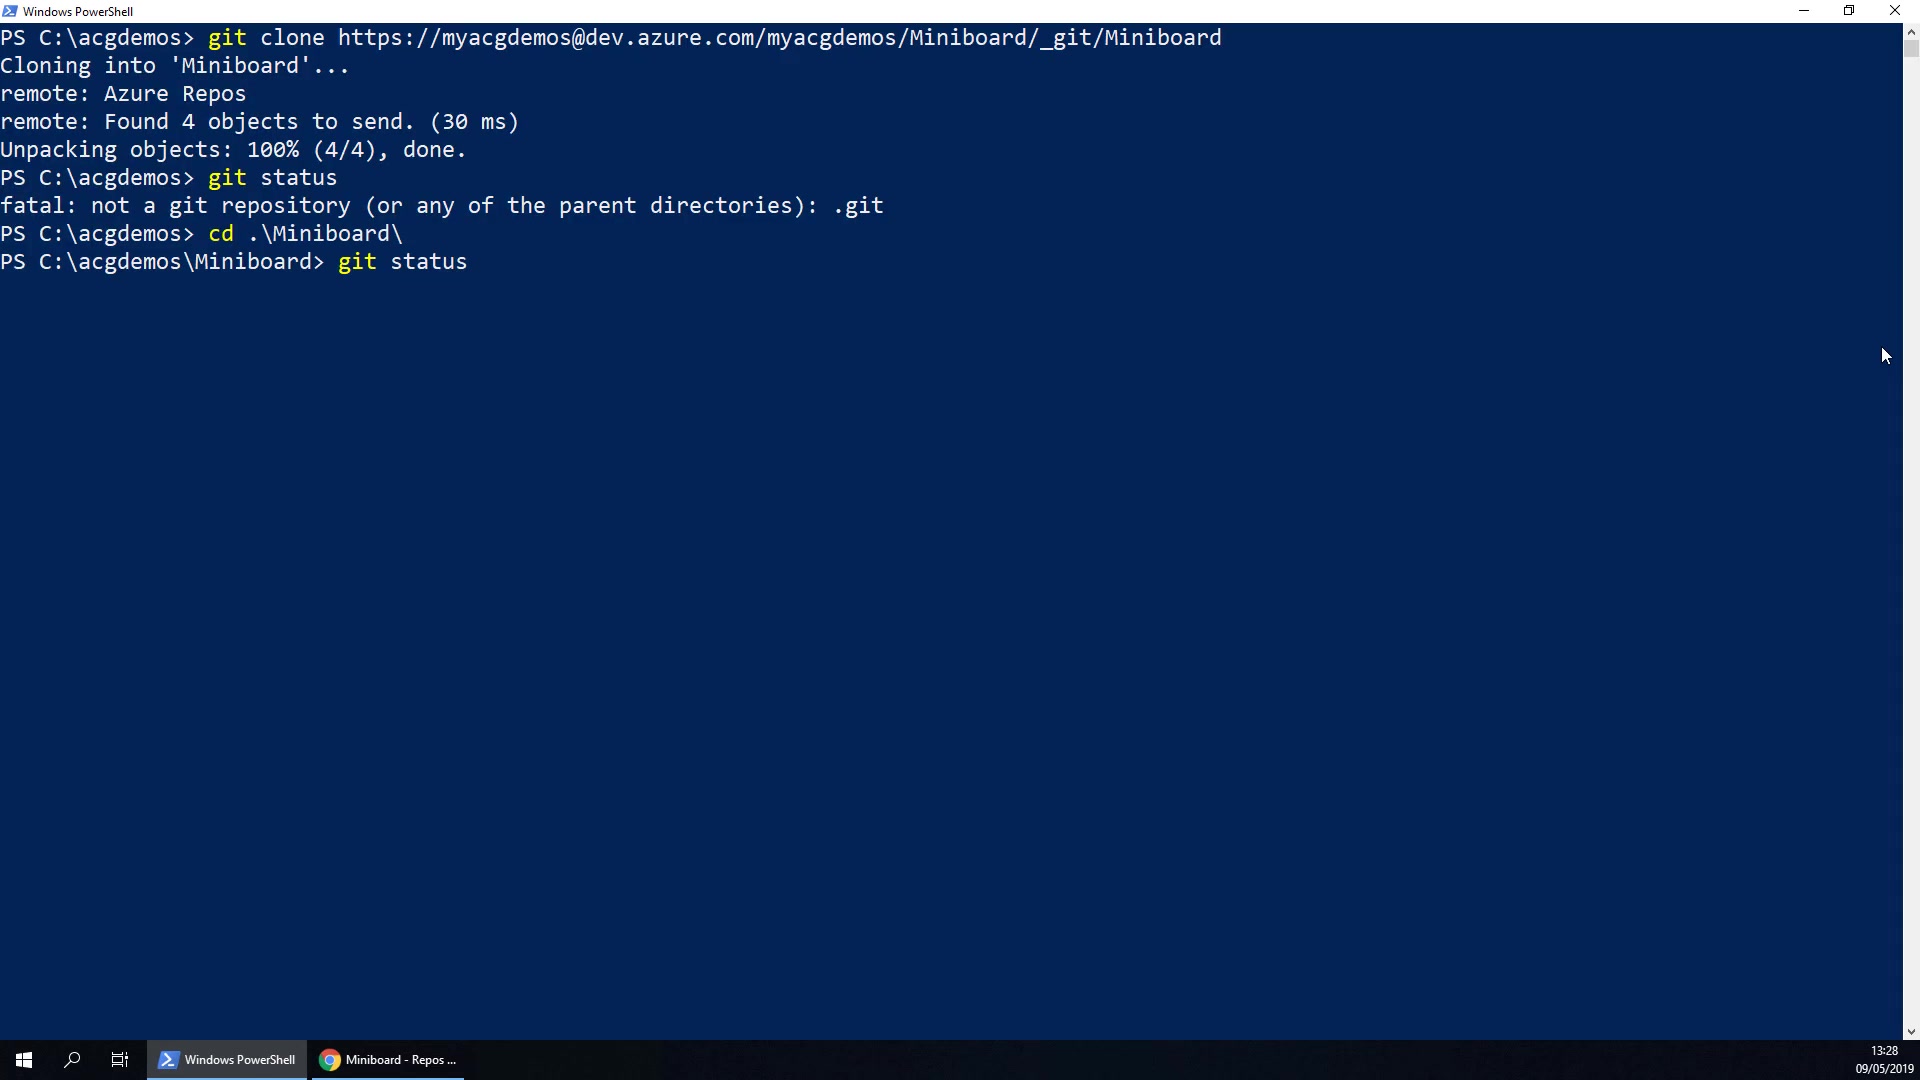 Windows PowerShell
PS C:\acgdemos> git clone https://myacgdemos@dev.azure.com/myacgdemos/Miniboard/_git/Miniboard
Cloning into 'Miniboard'...
remote: Azure Repos
remote: Found 4 objects to send. (30 ms)
Unpacking objects: 100% (4/4), done.
PS C:\acgdemos> git status
fatal: not a git repository (or any of the parent directories): .git
PS C:\acgdemos> cd .\Miniboard\
PS C:\acgdemos\Miniboard> git status
Windows PowerShell
Miniboard - Repos ...
13:28
09/05/2019